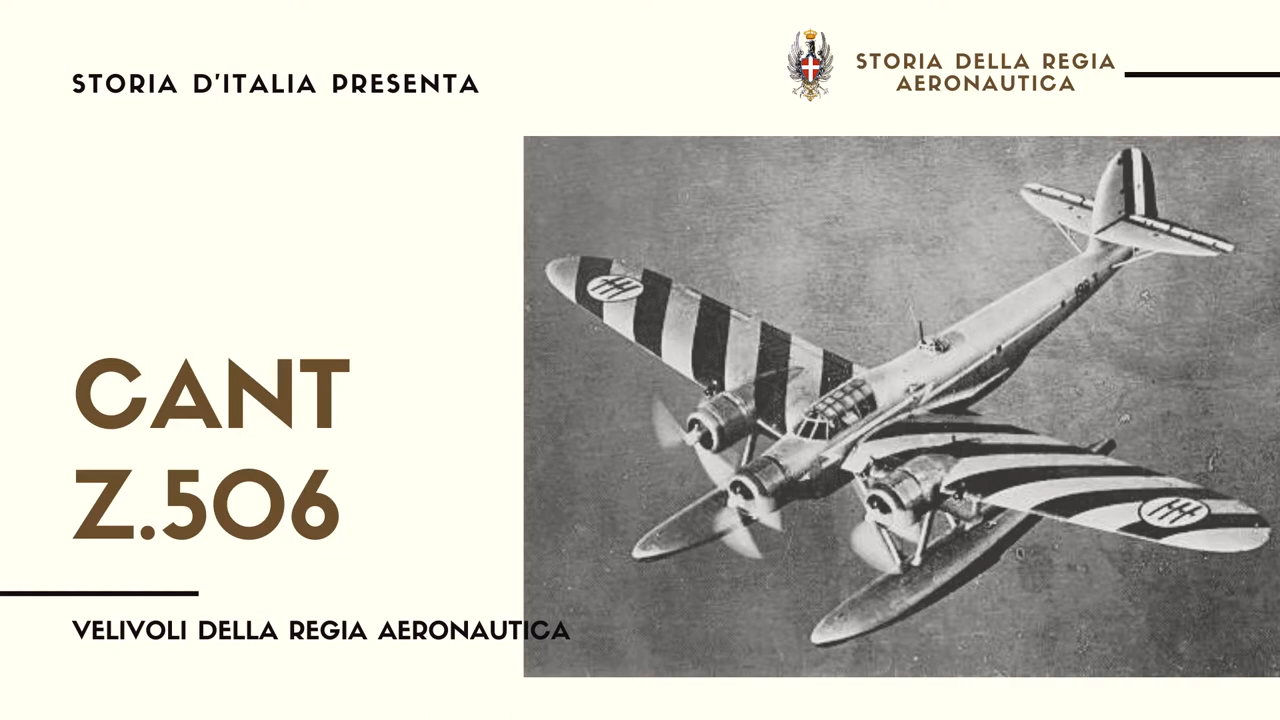 STORIA D'ITALIA PRESENTA
STORIA DELLA REGIA
AERONAUTICA
CANT
Z.506
VELIVOLI DELLA REGIA AERONAUTICA